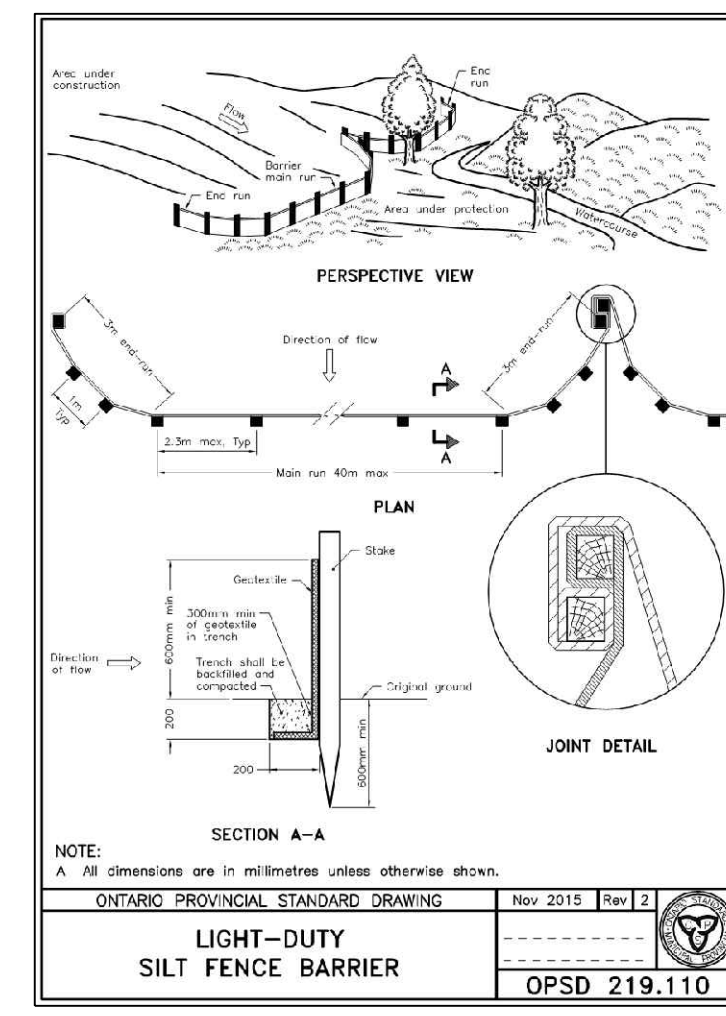 Area under
construction
Flow
End
run
Barrier
main run
End run
Area under protection
Watercourse
PERSPECTIVE VIEW
3m end-run
Direction of flow
3m end-run
A
1m
Typ
2.3m max, Typ
A
Main run 40m max
PLAN
Stake
Geotextile
600mm min
300mm min
of geotextile
in trench
Direction
of flow
Trench shall be
backfilled and
compacted
Original ground
200
600mm min
200
JOINT DETAIL
SECTION A-A
NOTE:
A All dimensions are in millimetres unless otherwise shown.
ONTARIO PROVINCIAL STANDARD DRAWING
Nov 2015 Rev 2
LIGHT-DUTY
SILT FENCE BARRIER
OPSD 219.110